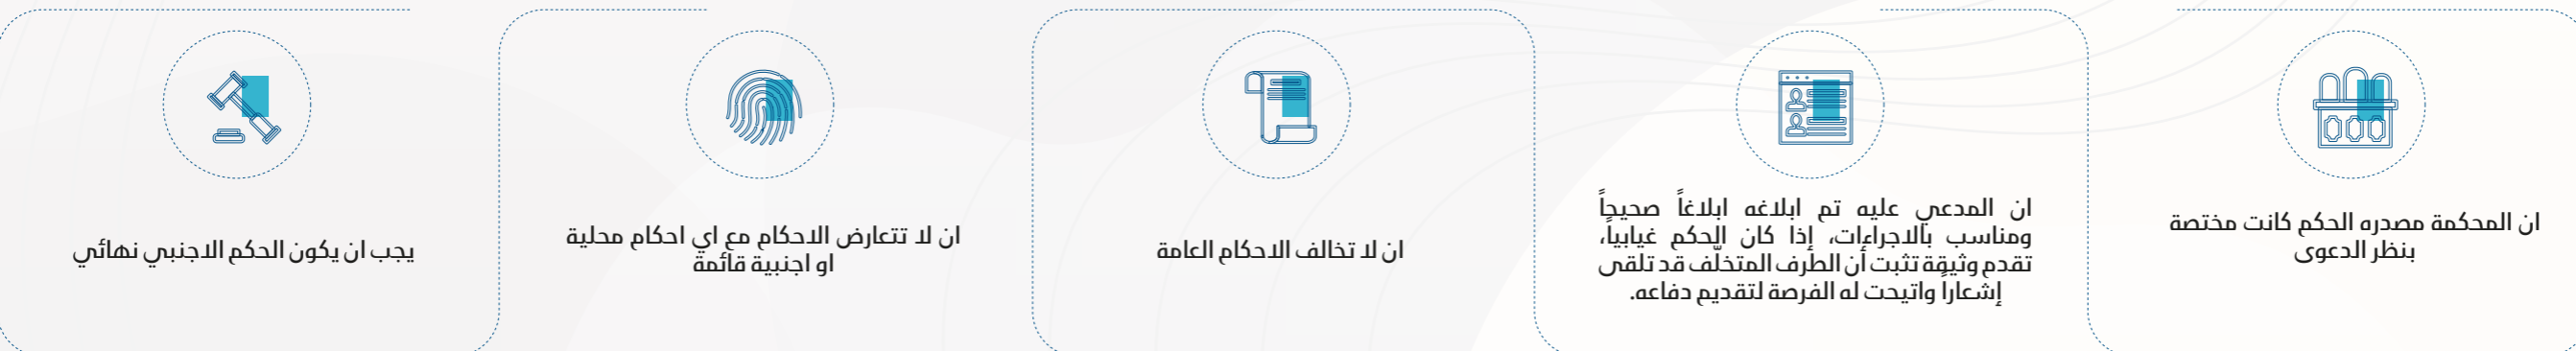 ان المحكمة مصدره الحكم كانت مختصة
بنظر الدعوى
ان المدعي عليه تم ابلاغه ابلاغاً صحيحاً
ومناسب بالاجراءات، إذا كان الحكم غيابياً،
تقدم وثيقة تثبت أن الطرف المتخلّف قد تلقى
إشعاراً واتيحت له الفرصة لتقديم دفاعه.
ان لا تخالف الاحكام العامة
ان لا تتعارض الاحكام مع اي احكام محلية
او اجنبية قائمة
يجب ان يكون الحكم الاجنبي نهائي